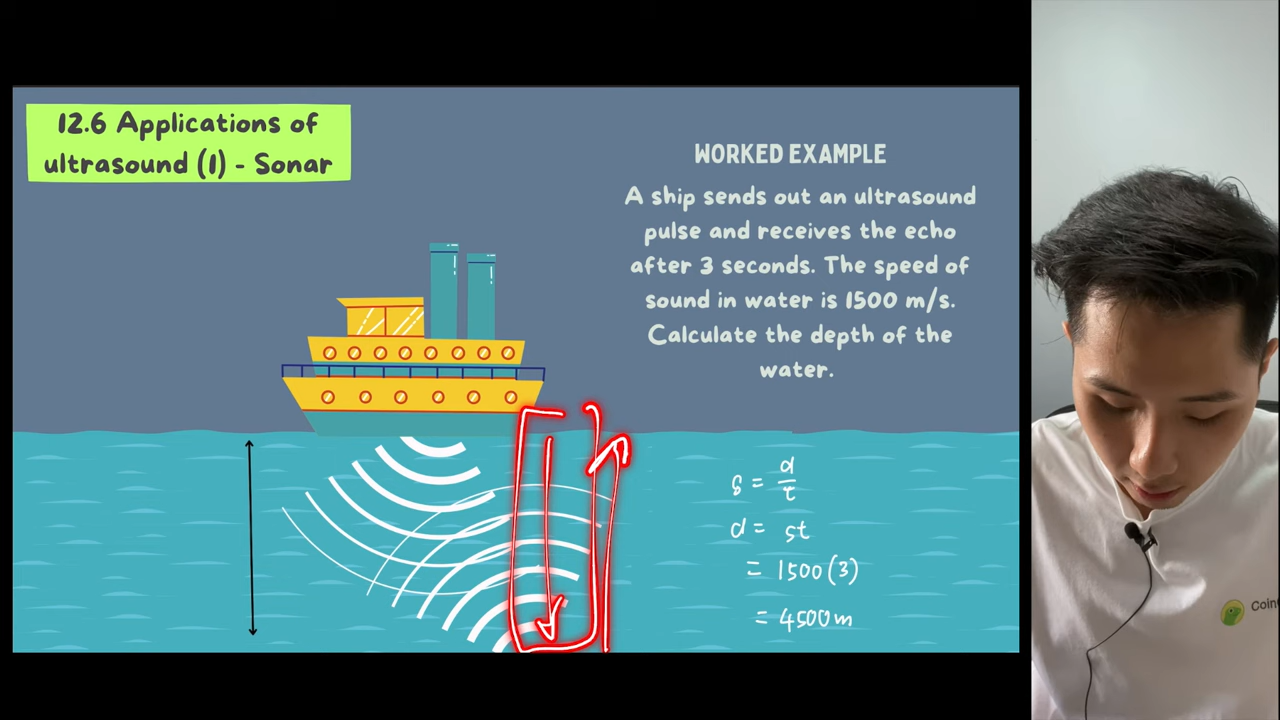 12.6 Applications of
ultrasound (1) - Sonar
WORKED EXAMPLE
A ship sends out an ultrasound
pulse and receives the echo
after 3 seconds. The speed of
sound in water is 1500 m/s.
Calculate the depth of the
water.
s = d/t
d = st
= 1500(3)
= 4500m